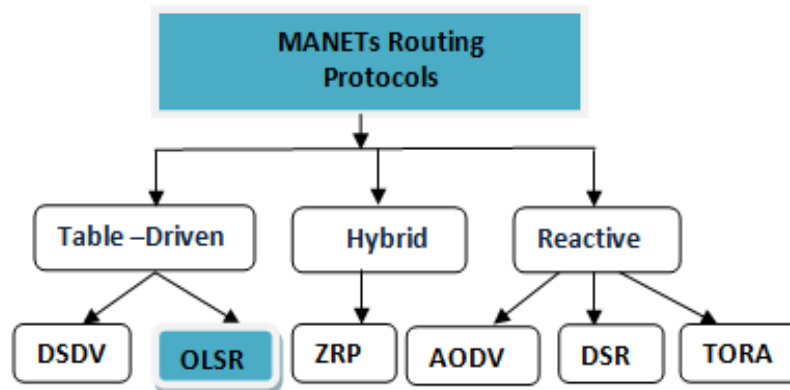 MANETs Routing
Protocols
Table –Driven
Hybrid
Reactive
DSDV
OLSR
ZRP
AODV
DSR
TORA